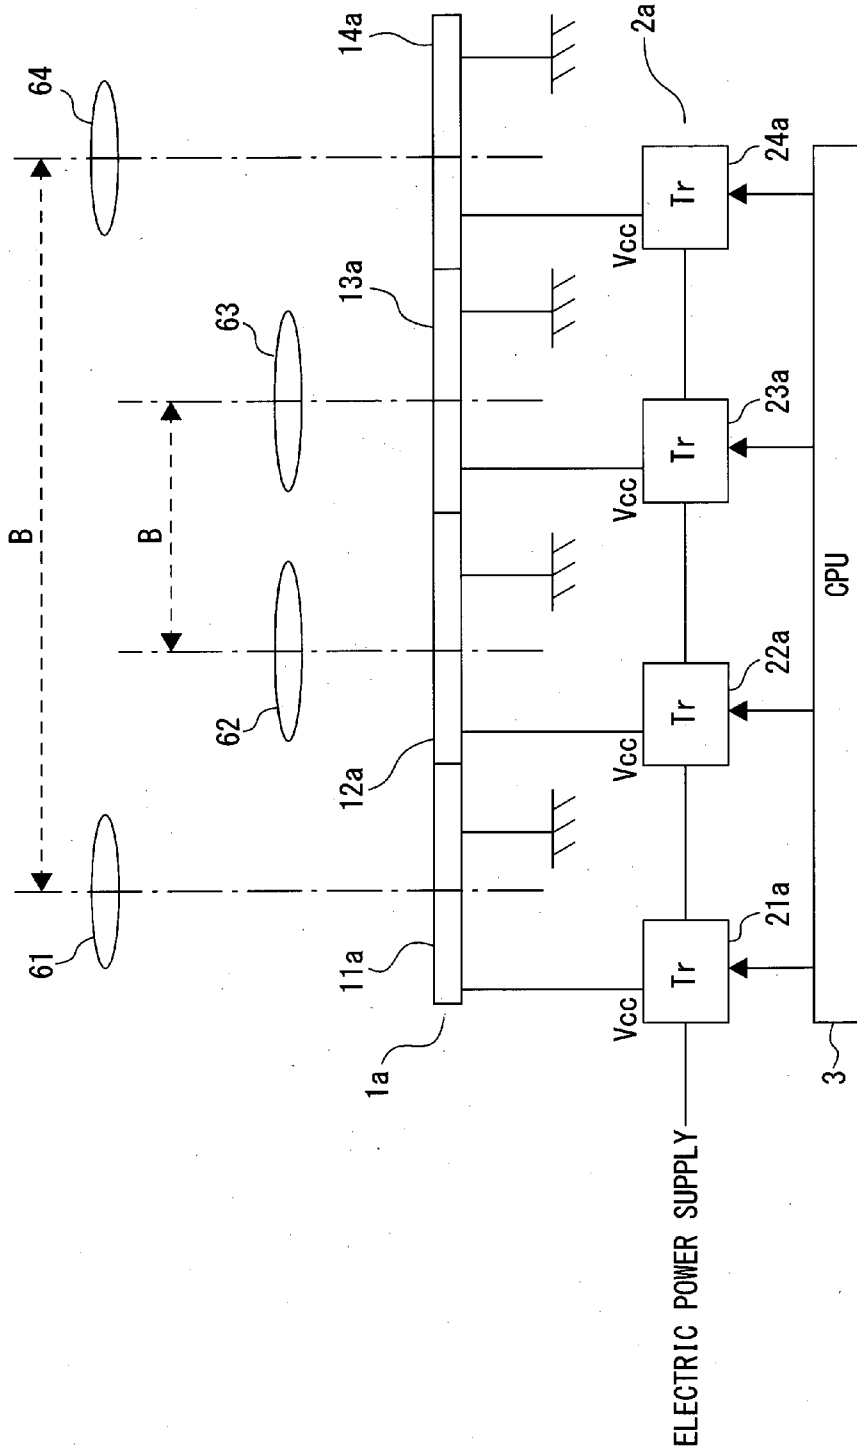 B
64
61
B
63
62
14a
13a
12a
11a
1a
2a
Vcc
Vcc
Vcc
Vcc
Tr
Tr
Tr
Tr
24a
23a
22a
21a
ELECTRIC POWER SUPPLY
CPU
3